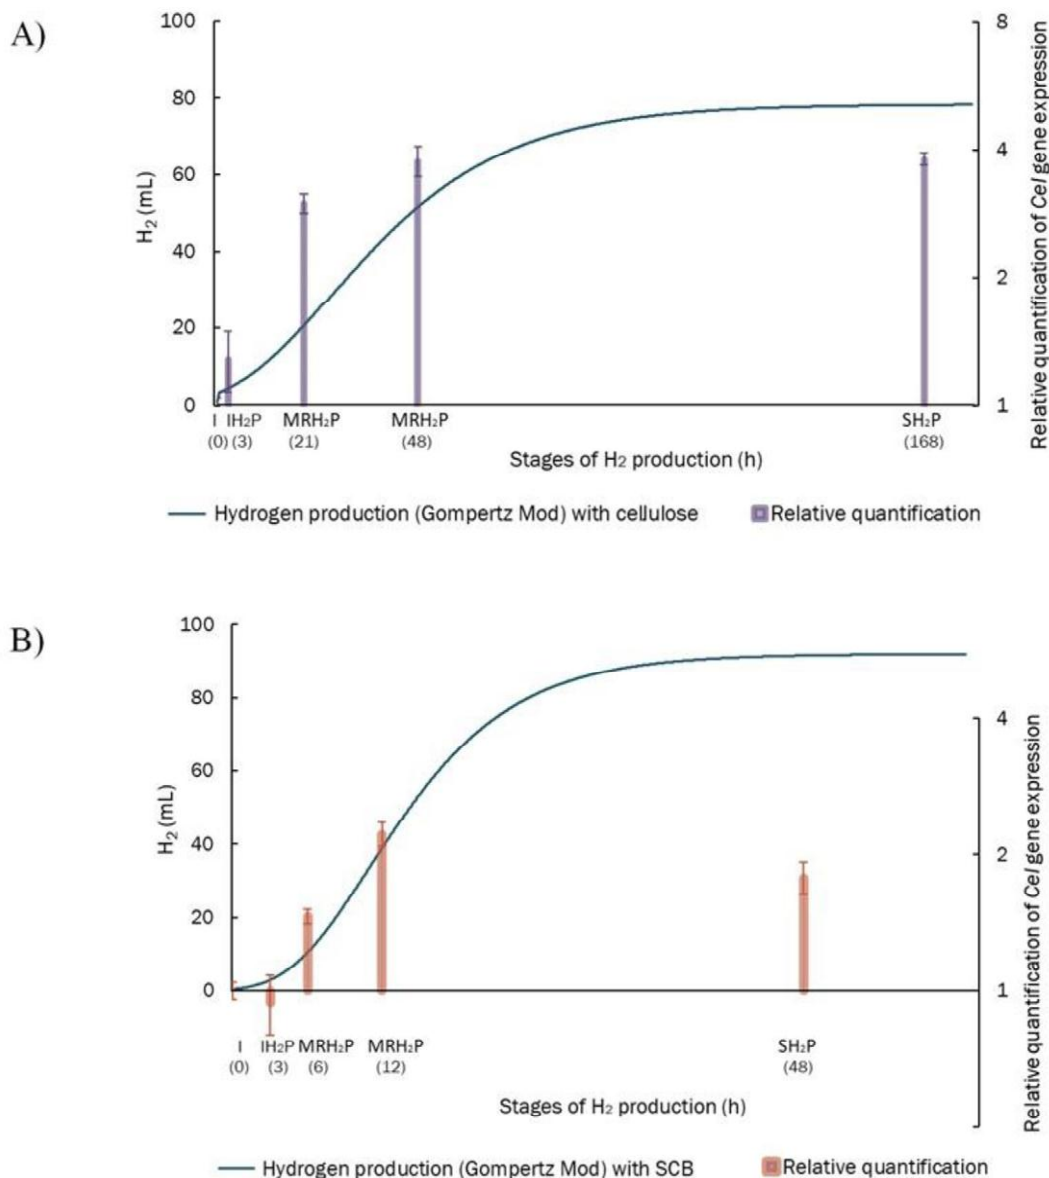 A)
100
80
60
40
20
0
H₂ (mL)
8
4
2
1
Relative quantification of Cel gene expression
I IH₂P MRH₂P MRH₂P SH₂P
(0) (3) (21) (48) (168)
Stages of H₂ production (h)
Hydrogen production (Gompertz Mod) with cellulose Relative quantification
B)
100
80
60
40
20
0
H₂ (mL)
4
2
1
Relative quantification of Cel gene expression
I IH₂P MRH₂P MRH₂P SH₂P
(0) (3) (6) (12) (48)
Stages of H₂ production (h)
Hydrogen production (Gompertz Mod) with SCB Relative quantification